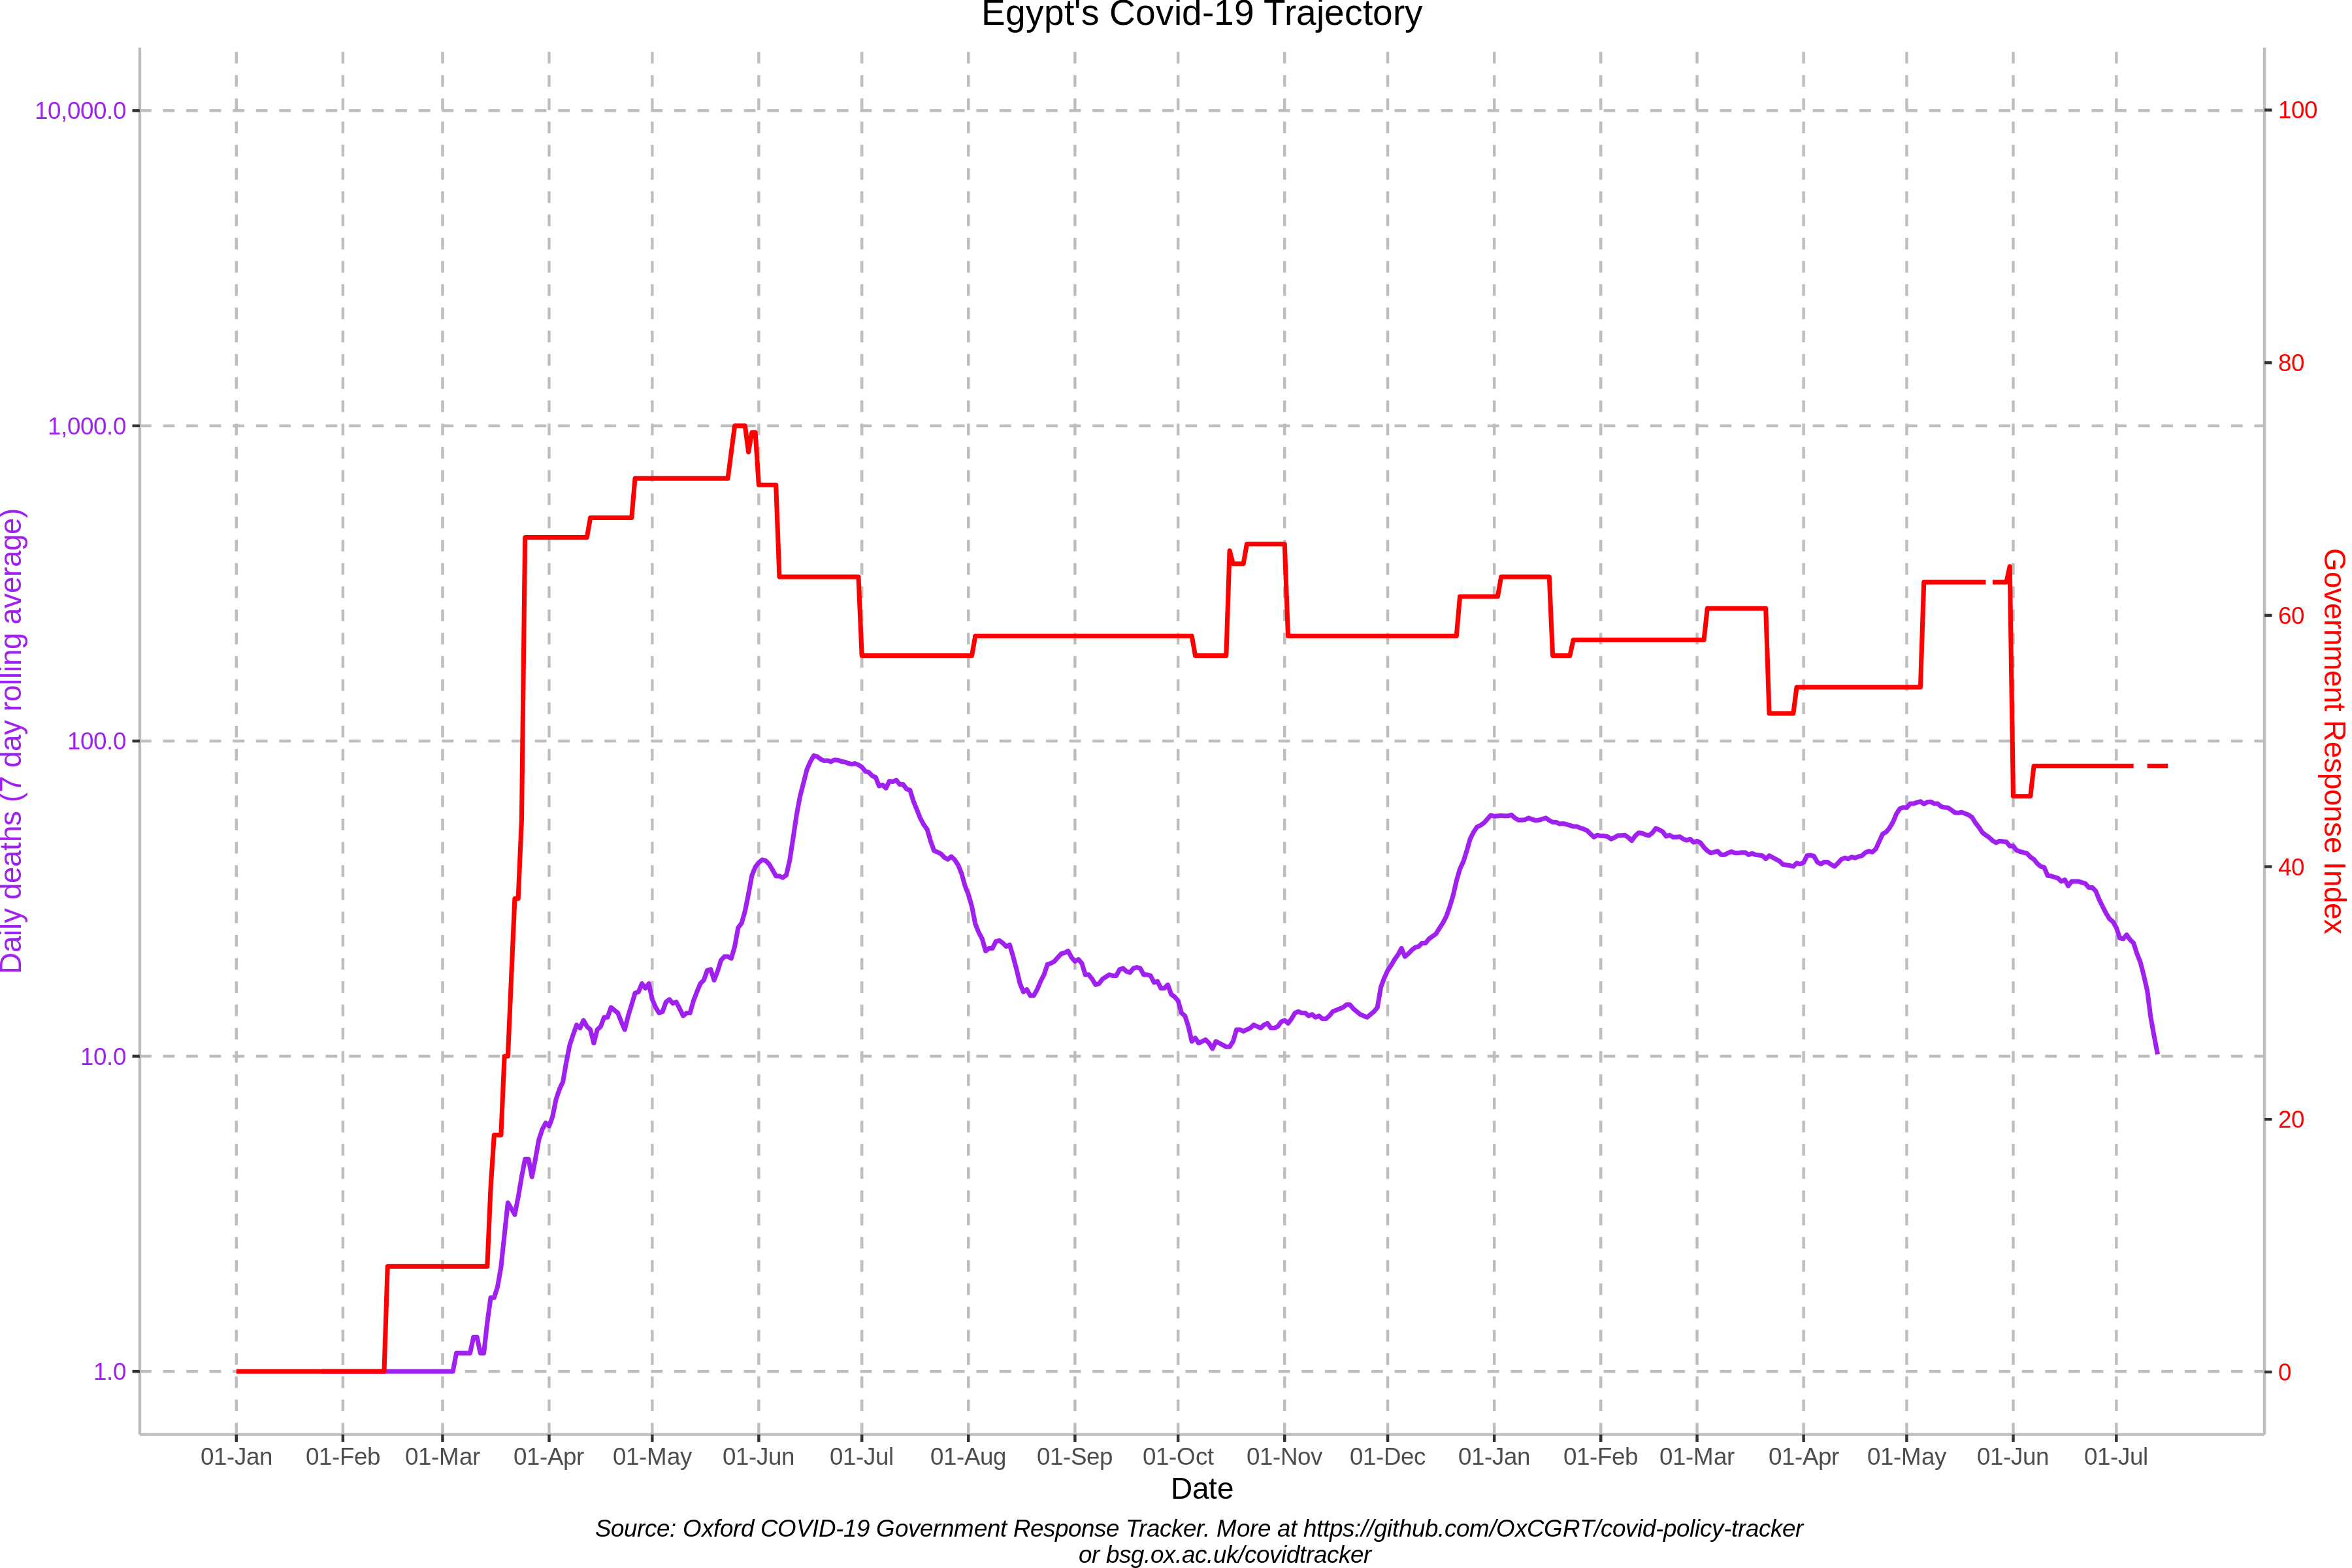 Egypt's Covid-19 Trajectory
10,000.0
1,000.0
100.0
10.0
1.0
Daily deaths (7 day rolling average)
100
80
60
40
20
0
Government Response Index
01-Jan 01-Feb 01-Mar 01-Apr 01-May 01-Jun 01-Jul 01-Aug 01-Sep 01-Oct 01-Nov 01-Dec 01-Jan 01-Feb 01-Mar 01-Apr 01-May 01-Jun 01-Jul
Date
Source: Oxford COVID-19 Government Response Tracker. More at https://github.com/OxCGRT/covid-policy-tracker
or bsg.ox.ac.uk/covidtracker